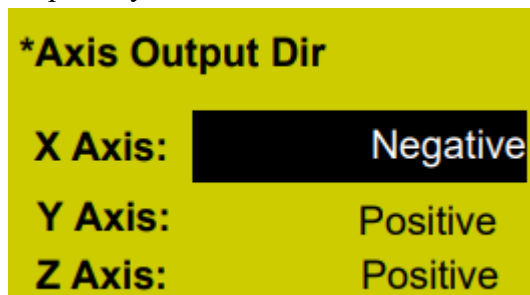 *Axis Output Dir
X Axis: Negative
Y Axis: Positive
Z Axis: Positive